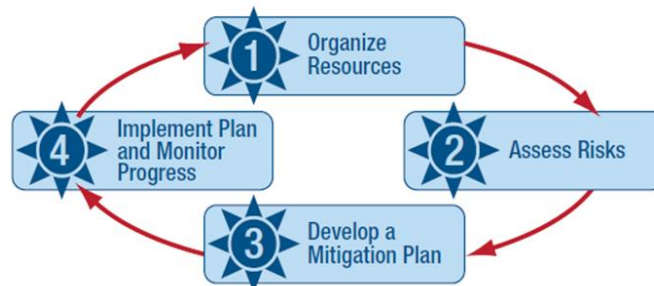 1
Organize
Resources
2
Assess Risks
3
Develop a
Mitigation Plan
4
Implement Plan
and Monitor
Progress